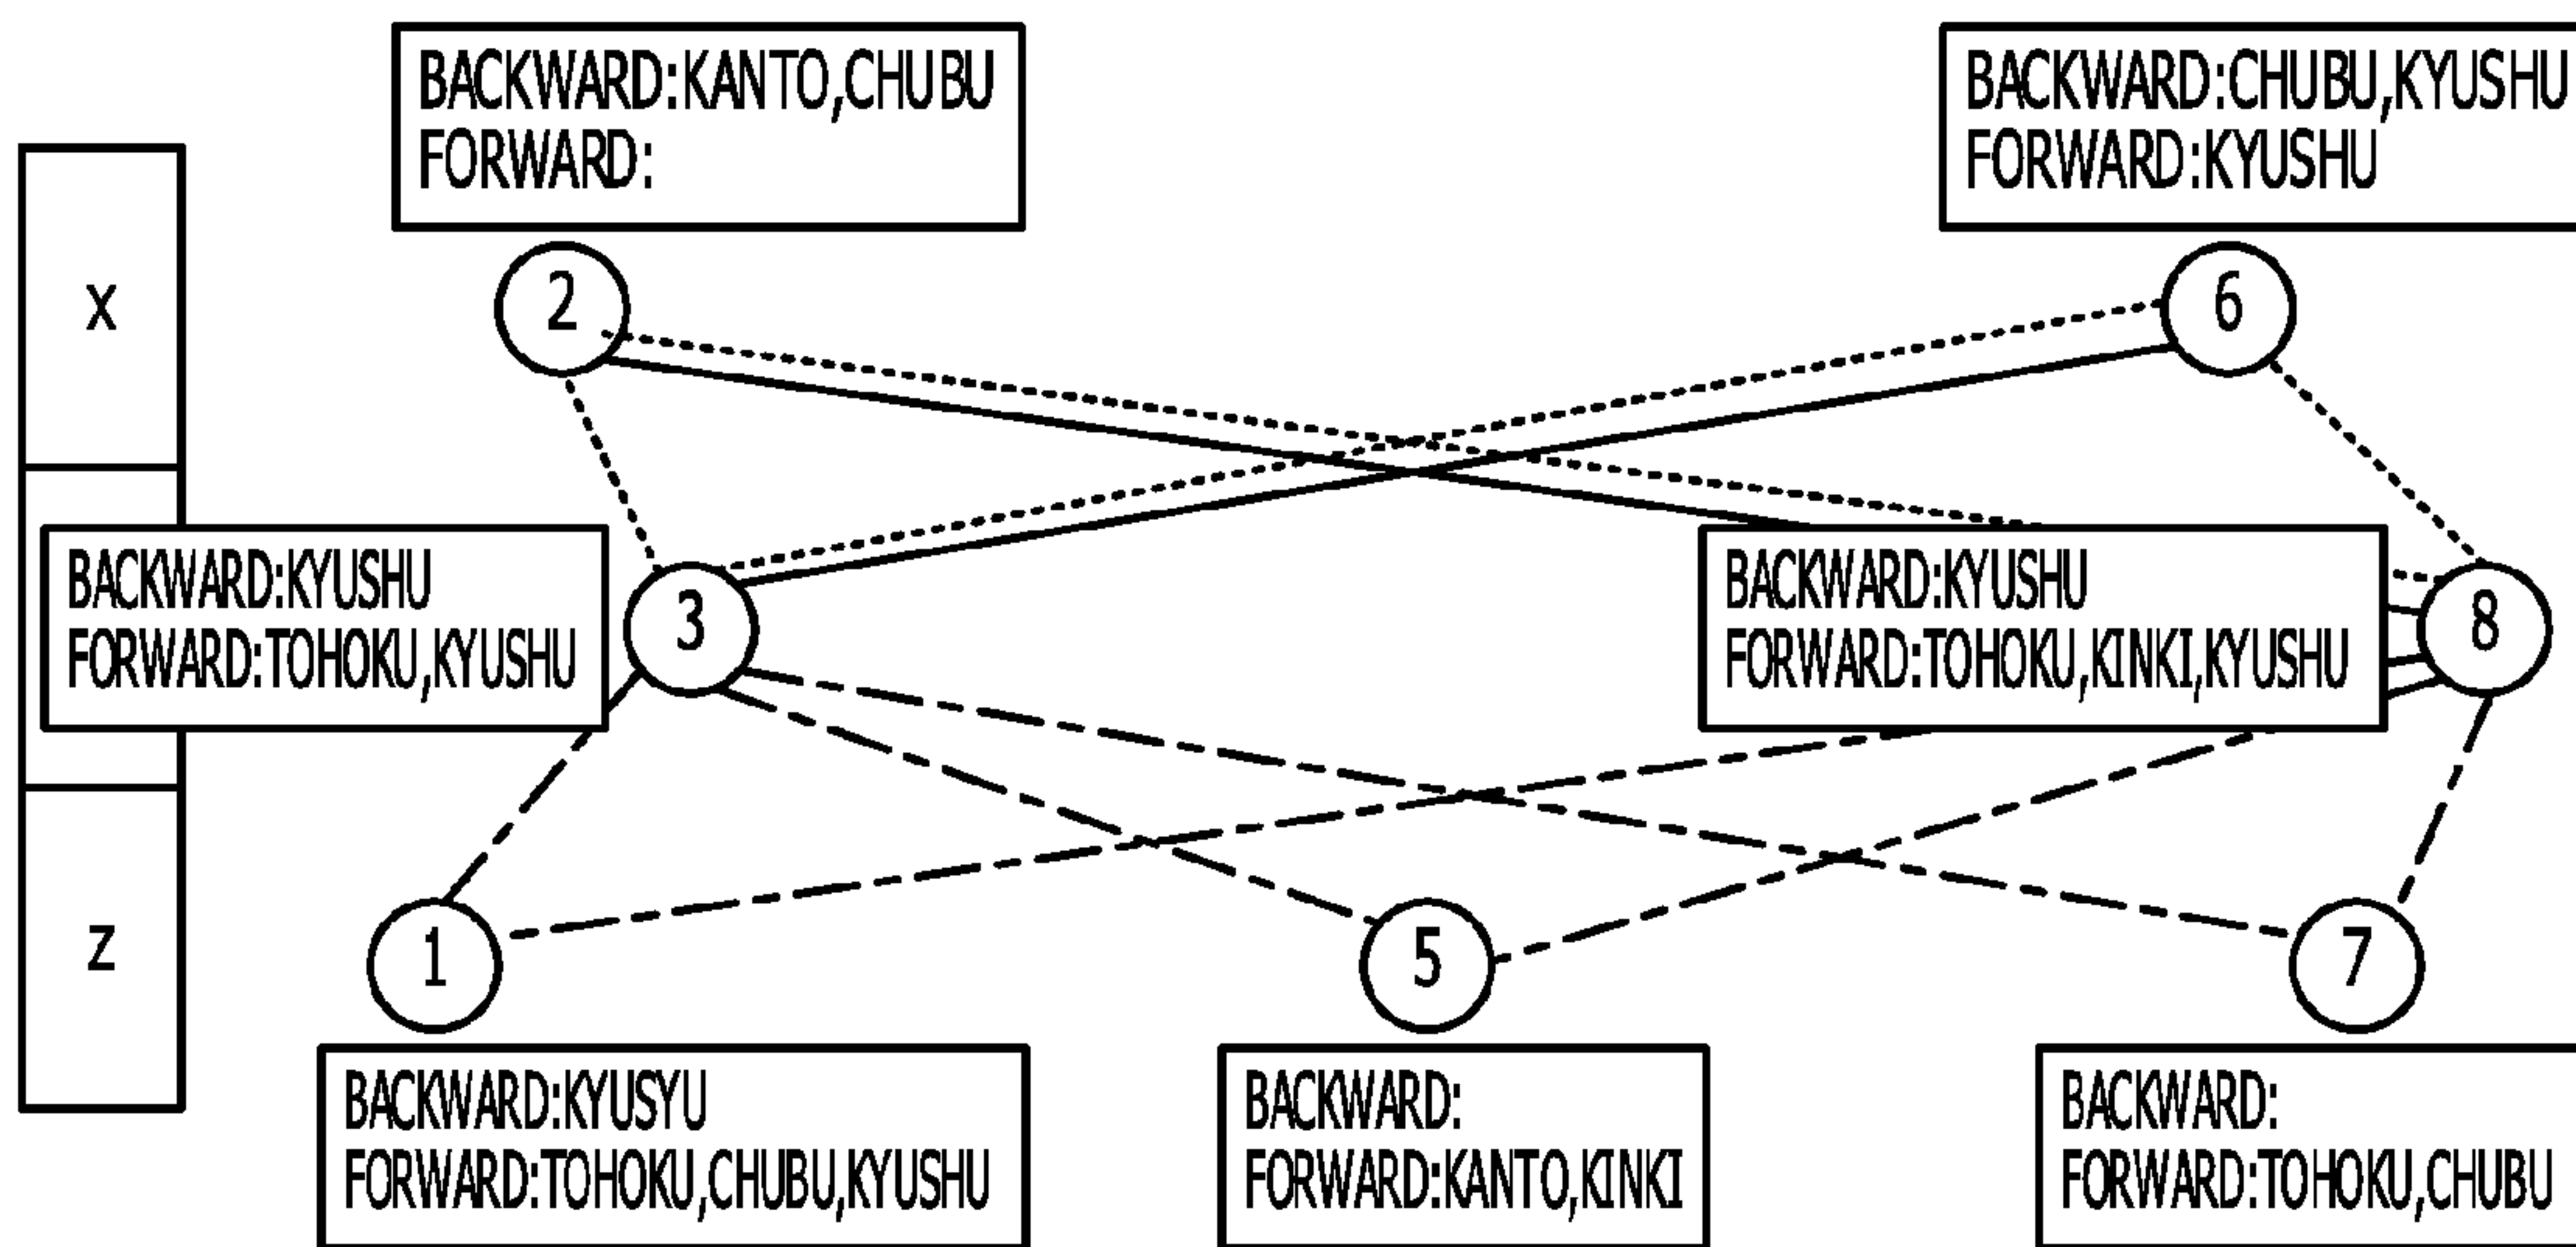 BACKWARD:KANTO,CHUBU
FORWARD:
BACKWARD:CHUBU,KYUSHU
FORWARD:KYUSHU
X
2
6
BACKWARD:KYUSHU
FORWARD:TOHOKU,KYUSHU
3
BACKWARD:KYUSHU
FORWARD:TOHOKU,KINKI,KYUSHU
8
Z
1
5
7
BACKWARD:KYUSYU
FORWARD:TOHOKU,CHUBU,KYUSHU
BACKWARD:
FORWARD:KANTO,KINKI
BACKWARD:
FORWARD:TOHOKU,CHUBU